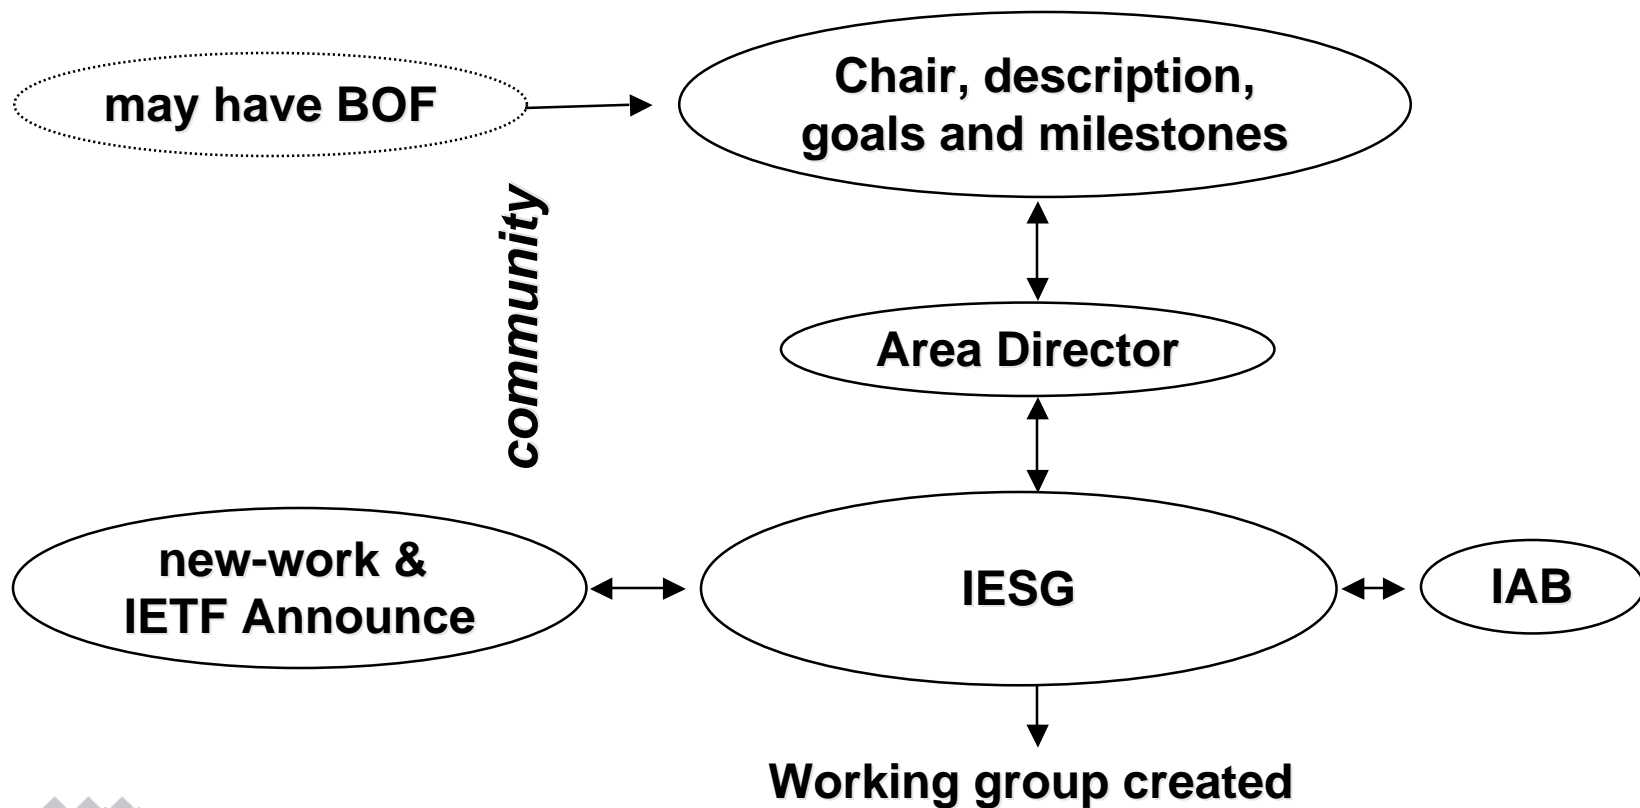 may have BOF
Chair, description,
goals and milestones
community
Area Director
new-work &
IETF Announce
IESG
IAB
Working group created